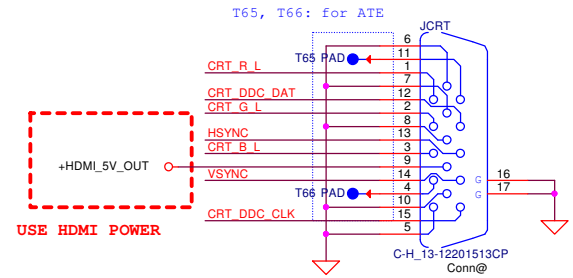 T65, T66: for ATE
JCRT
6
T65 PAD 11
CRT_R_L 1
7
CRT_DDC_DAT 12
CRT_G_L 2
8
HSYNC 13
CRT_B_L 3
+HDMI_5V_OUT 9
VSYNC 14
G 16
T66 PAD 4
G 17
10
CRT_DDC_CLK 15
USE HDMI POWER
5
C-H_13-12201513CP
Conn@